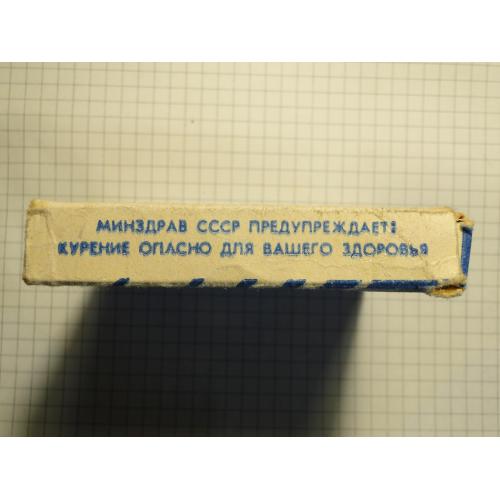 МИНЗДРАВ СССР ПРЕДУПРЕЖДАЕТ:
КУРЕНИЕ ОПАСНО ДЛЯ ВАШЕГО ЗДОРОВЬЯ